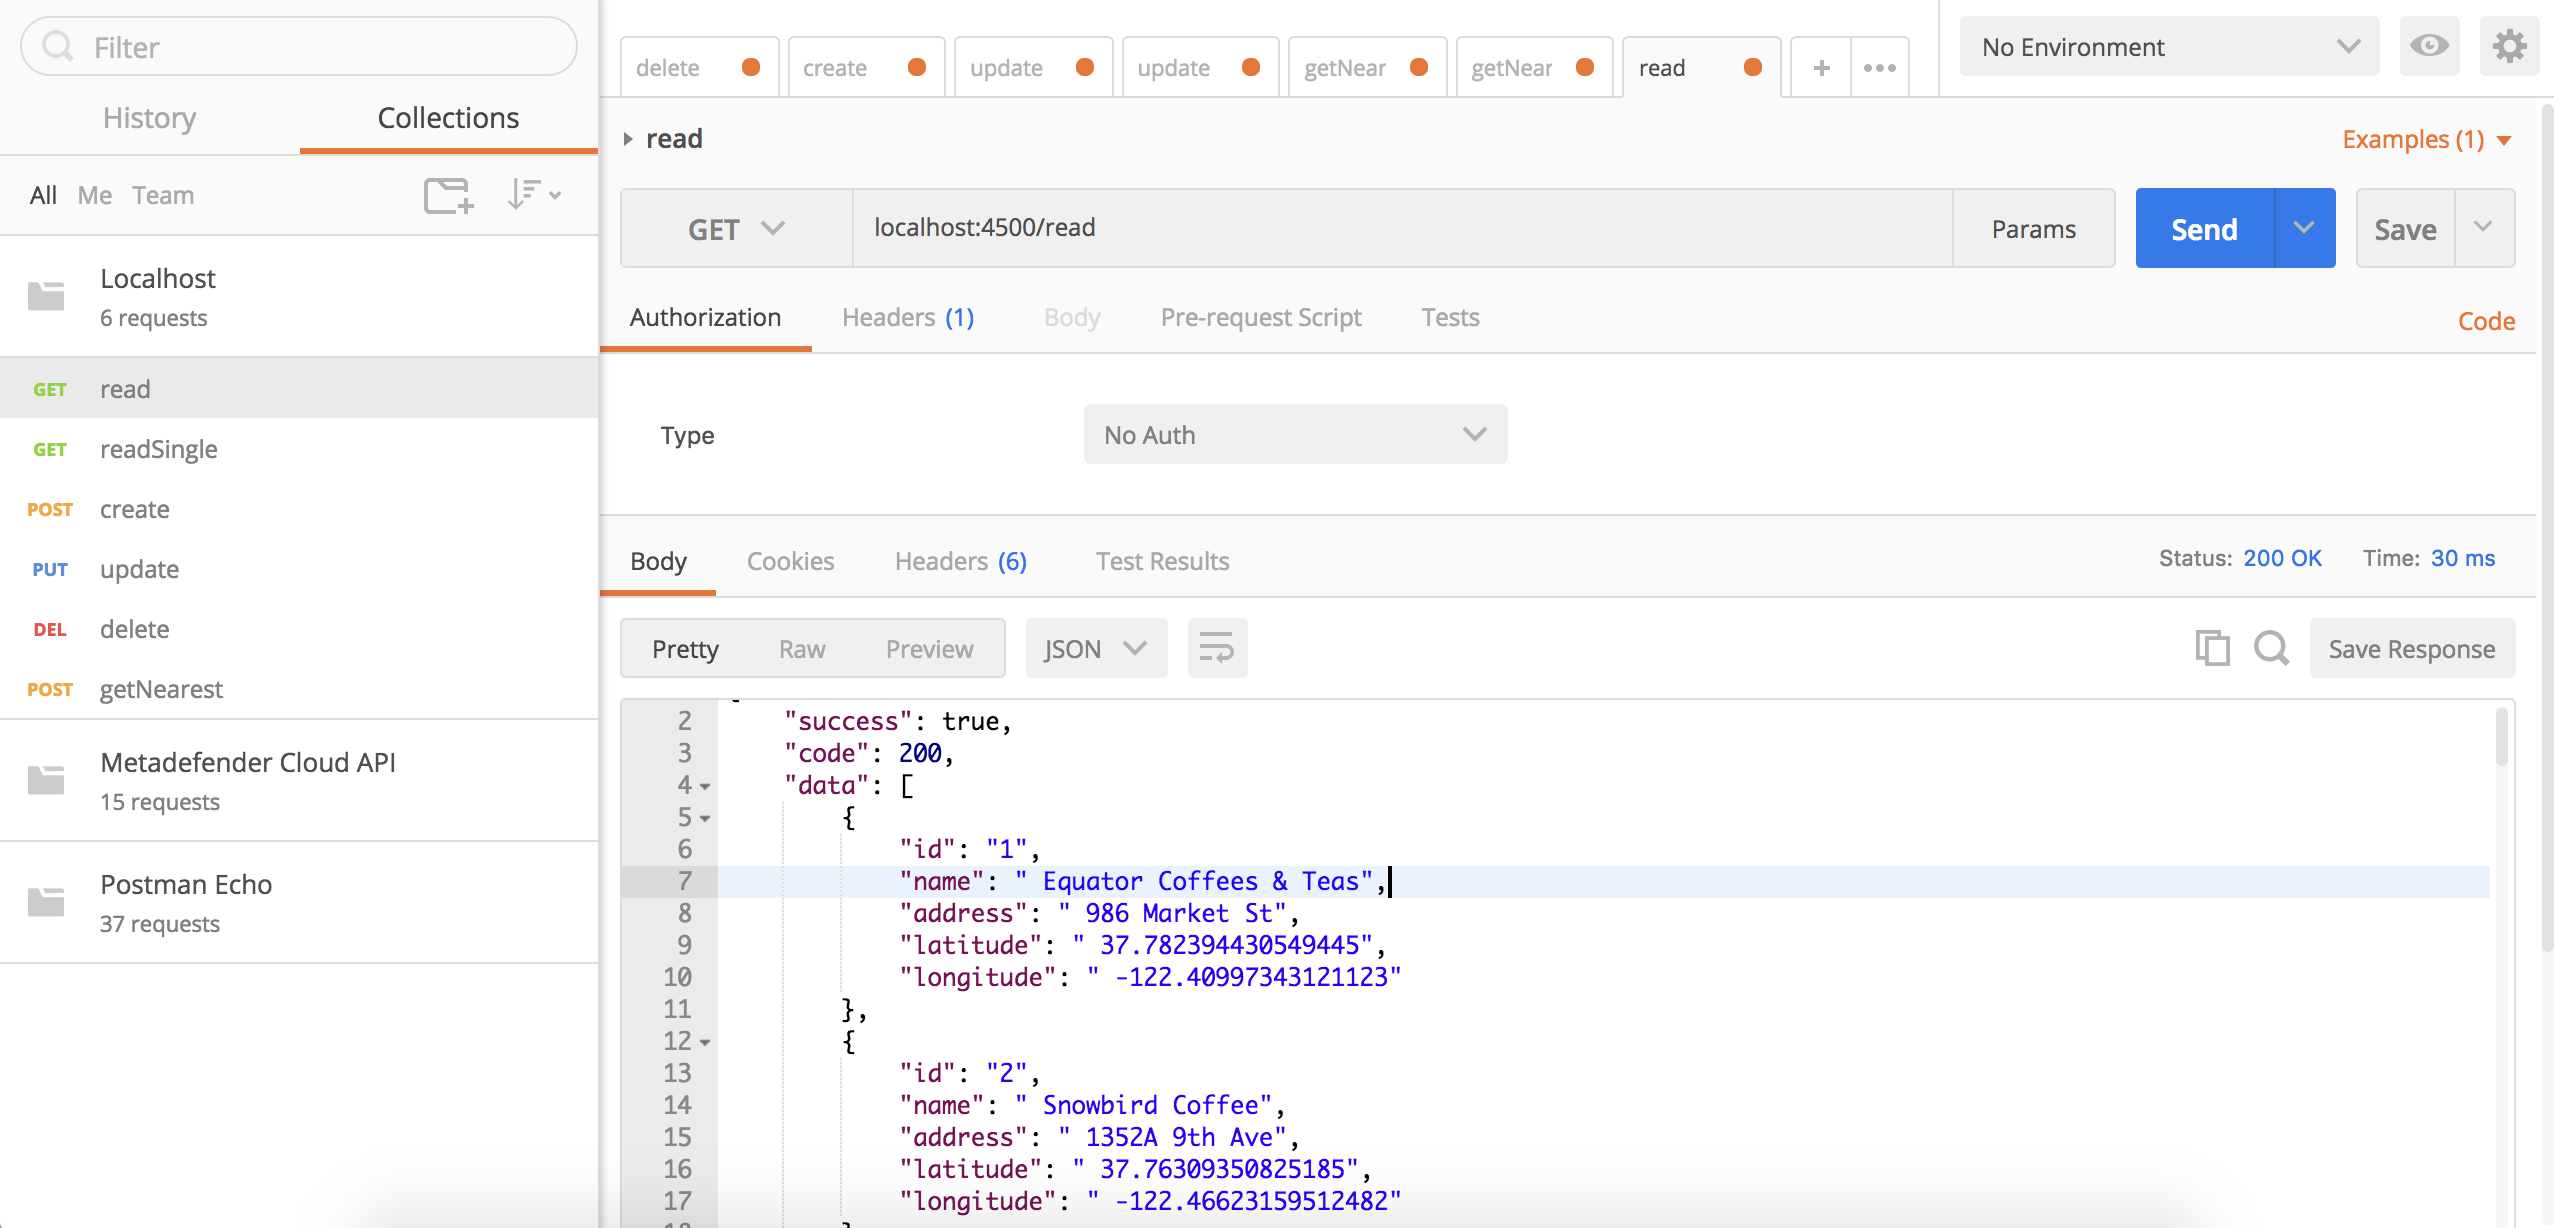 Filter
History Collections
All Me Team
Localhost
6 requests
GET read
GET readSingle
POST create
PUT update
DEL delete
POST getNearest
Metadefender Cloud API
15 requests
Postman Echo
37 requests
delete create update update getNear getNear read + •••
No Environment
read
Examples (1)
GET localhost:4500/read Params Send Save
Authorization Headers (1) Body Pre-request Script Tests Code
Type No Auth
Body Cookies Headers (6) Test Results Status: 200 OK Time: 30 ms
Pretty Raw Preview JSON Save Response
2 "success": true,
3 "code": 200,
4 "data": [
5 {
6 "id": "1",
7 "name": " Equator Coffees & Teas",
8 "address": " 986 Market St",
9 "latitude": " 37.782394430549445",
10 "longitude": " -122.40997343121123"
11 },
12 {
13 "id": "2",
14 "name": " Snowbird Coffee",
15 "address": " 1352A 9th Ave",
16 "latitude": " 37.76309350825185",
17 "longitude": " -122.46623159512482"